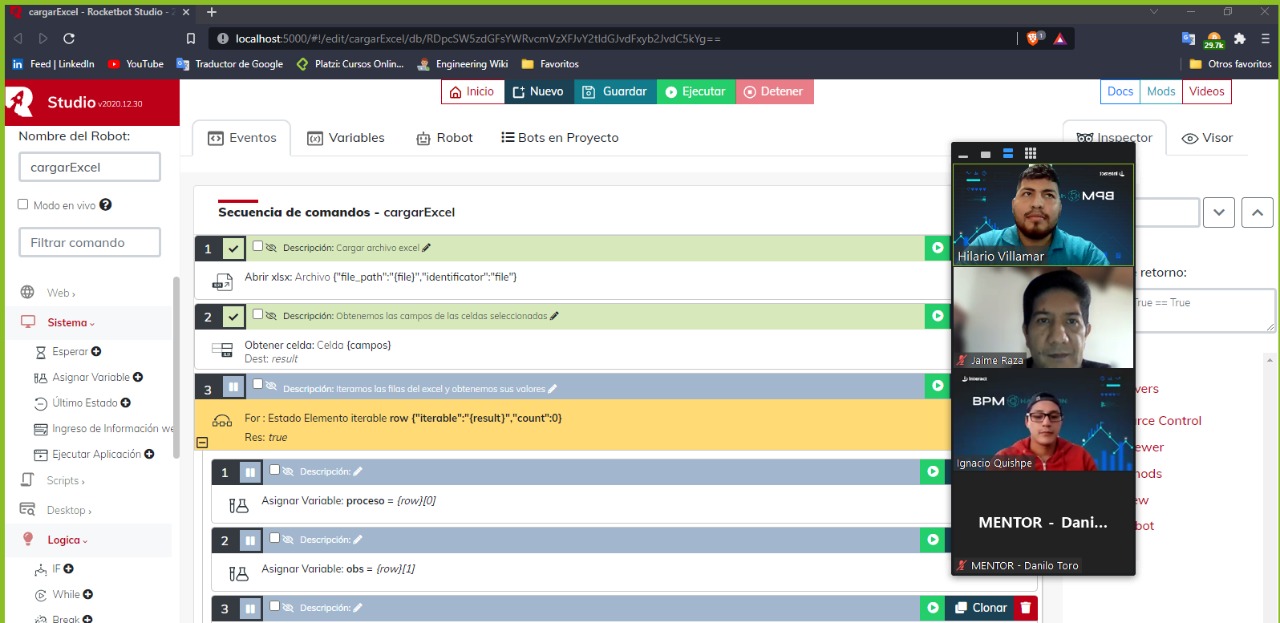 cargarExcel - Rocketbot Studio - 2
localhost:5000/#!/edit/cargarExcel/db/RDpcSW5zdGFsYWRvcmVzXFJvY2tldGJvdFxyb2JvdC5kYg==
1
29.7k
Feed | LinkedIn
YouTube
Traductor de Google
Platzi: Cursos Onlin...
Engineering Wiki
Favoritos
Otros favoritos
Studio v2020.12.30
Inicio
Nuevo
Guardar
Ejecutar
Detener
Docs
Mods
Videos
Nombre del Robot:
cargarExcel
Modo en vivo
Filtrar comando
Web
Sistema
Esperar
Asignar Variable
Último Estado
Ingreso de Información we
Ejecutar Aplicación
Scripts
Desktop
Logica
IF
While
Break
Eventos
Variables
Robot
Bots en Proyecto
Inspector
Visor
Secuencia de comandos - cargarExcel
1
Descripción: Cargar archivo excel
Abrir xlsx: Archivo {"file_path":"{file}","identificator":"file"}
2
Descripción: Obtenemos los campos de las celdas seleccionadas
Obtener celda: Celda {campos}
Dest: result
3
Descripción: Iteramos las filas del excel y obtenemos sus valores
For : Estado Elemento iterable row {"iterable":"{result}","count":0}
Res: true
1
Descripción:
Asignar Variable: proceso = {row}[0]
2
Descripción:
Asignar Variable: obs = {row}[1]
3
Descripción:
Clonar
BPM
Hilario Villamar
Jaime Raza
BPM
Ignacio Quishpe
MENTOR - Dani...
MENTOR - Danilo Toro
e retorno:
True == True
vers
urce Control
ewer
nods
ew
bot